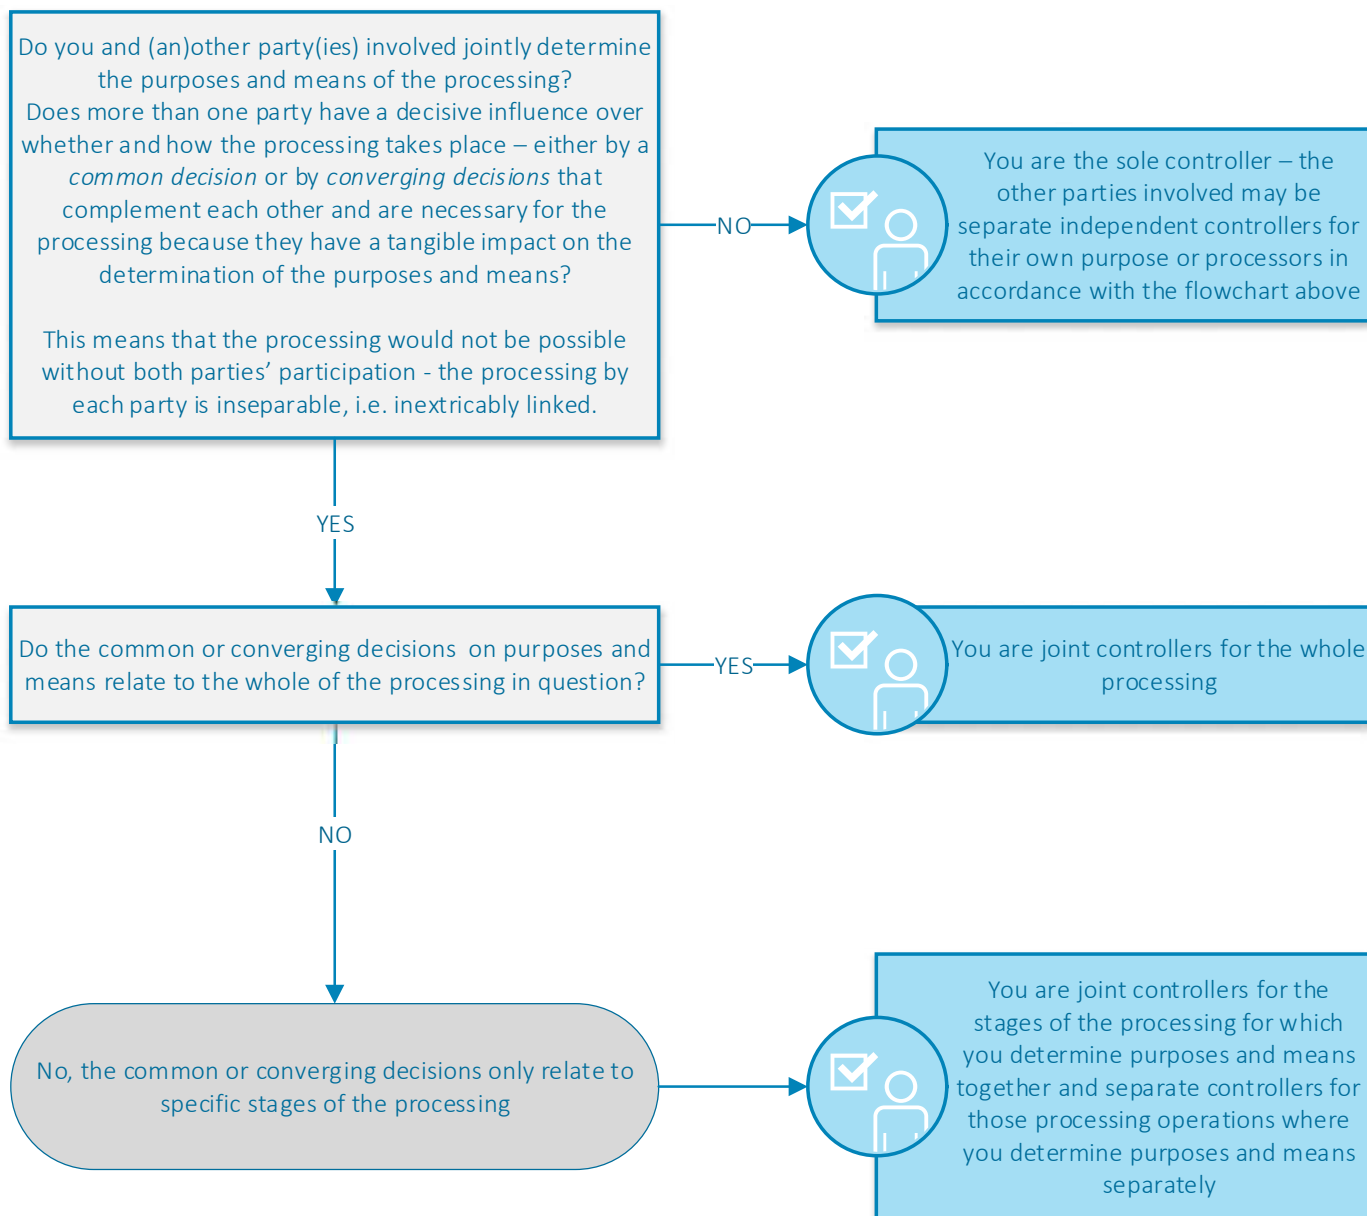 Do you and (an)other party(ies) involved jointly determine
the purposes and means of the processing?
Does more than one party have a decisive influence over
whether and how the processing takes place – either by a
common decision or by converging decisions that
complement each other and are necessary for the
processing because they have a tangible impact on the
determination of the purposes and means?
This means that the processing would not be possible
without both parties’ participation - the processing by
each party is inseparable, i.e. inextricably linked.
NO
You are the sole controller – the
other parties involved may be
separate independent controllers for
their own purpose or processors in
accordance with the flowchart above
YES
Do the common or converging decisions on purposes and
means relate to the whole of the processing in question?
YES
You are joint controllers for the whole
processing
NO
No, the common or converging decisions only relate to
specific stages of the processing
You are joint controllers for the
stages of the processing for which
you determine purposes and means
together and separate controllers for
those processing operations where
you determine purposes and means
separately